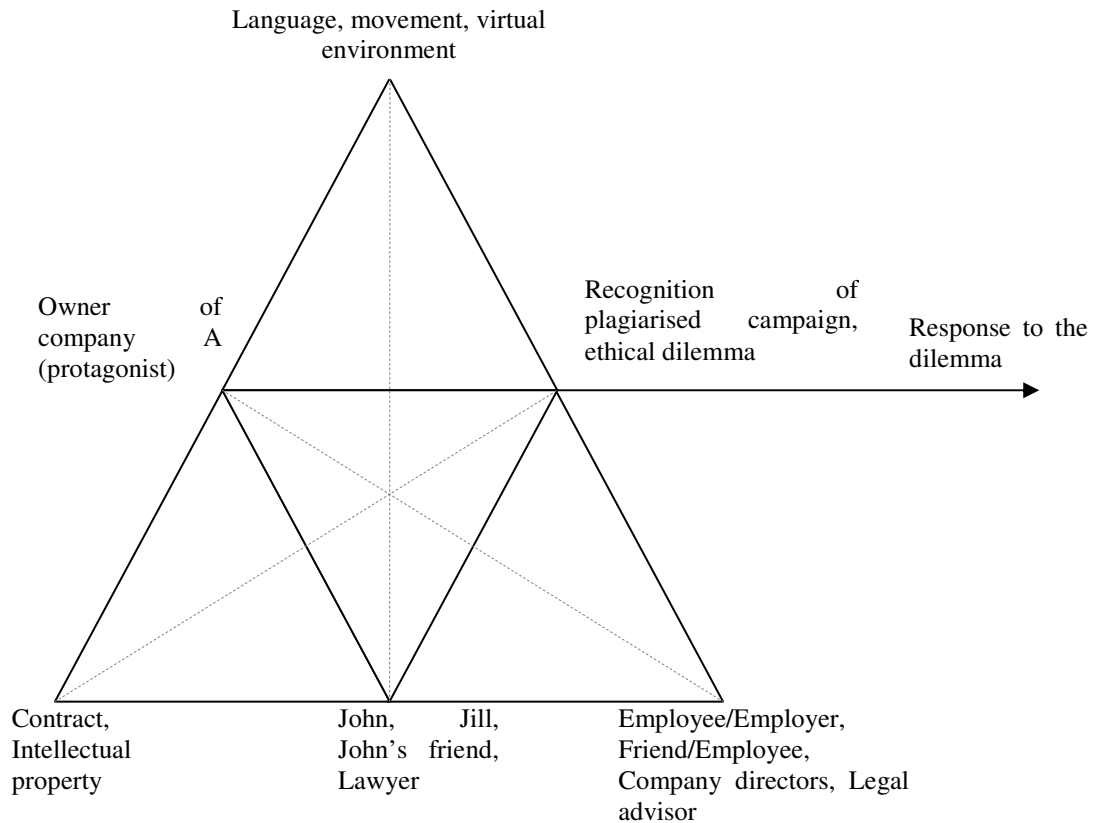 Language, movement, virtual
environment
Owner of
company A
(protagonist)
Recognition of
plagiarised campaign,
ethical dilemma
Response to the
dilemma
Contract,
Intellectual
property
John, Jill,
John's friend,
Lawyer
Employee/Employer,
Friend/Employee,
Company directors, Legal
advisor